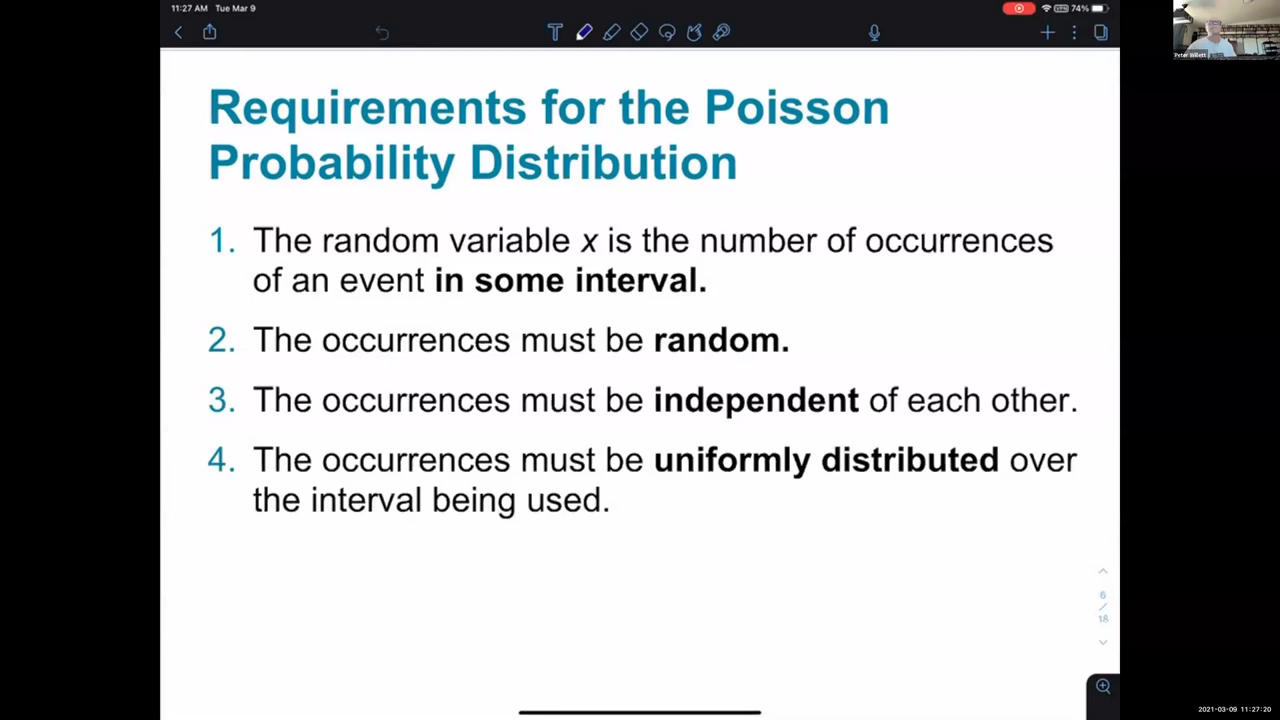 11:27 AM Tue Mar 9
VPN 74%
Requirements for the Poisson
Probability Distribution
1. The random variable x is the number of occurrences
of an event in some interval.
2. The occurrences must be random.
3. The occurrences must be independent of each other.
4. The occurrences must be uniformly distributed over
the interval being used.
6
/
18
Peter Willett
2021-03-09 11:27:20